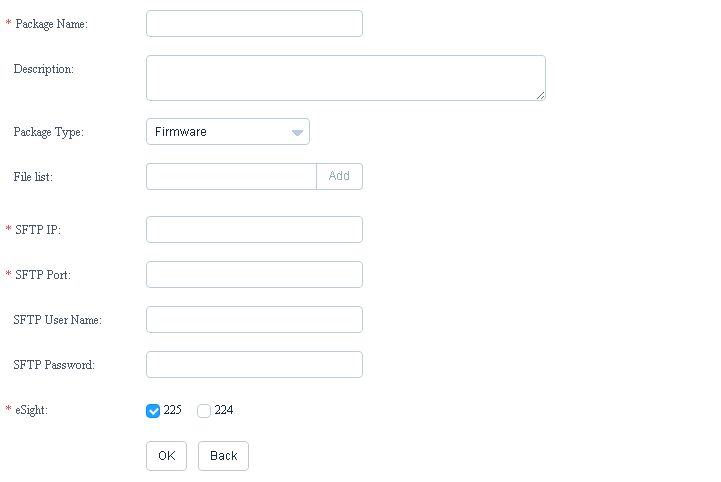 * Package Name:
Description:
Package Type: Firmware
File list: Add
* SFTP IP:
* SFTP Port:
SFTP User Name:
SFTP Password:
* eSight: 225 224
OK Back